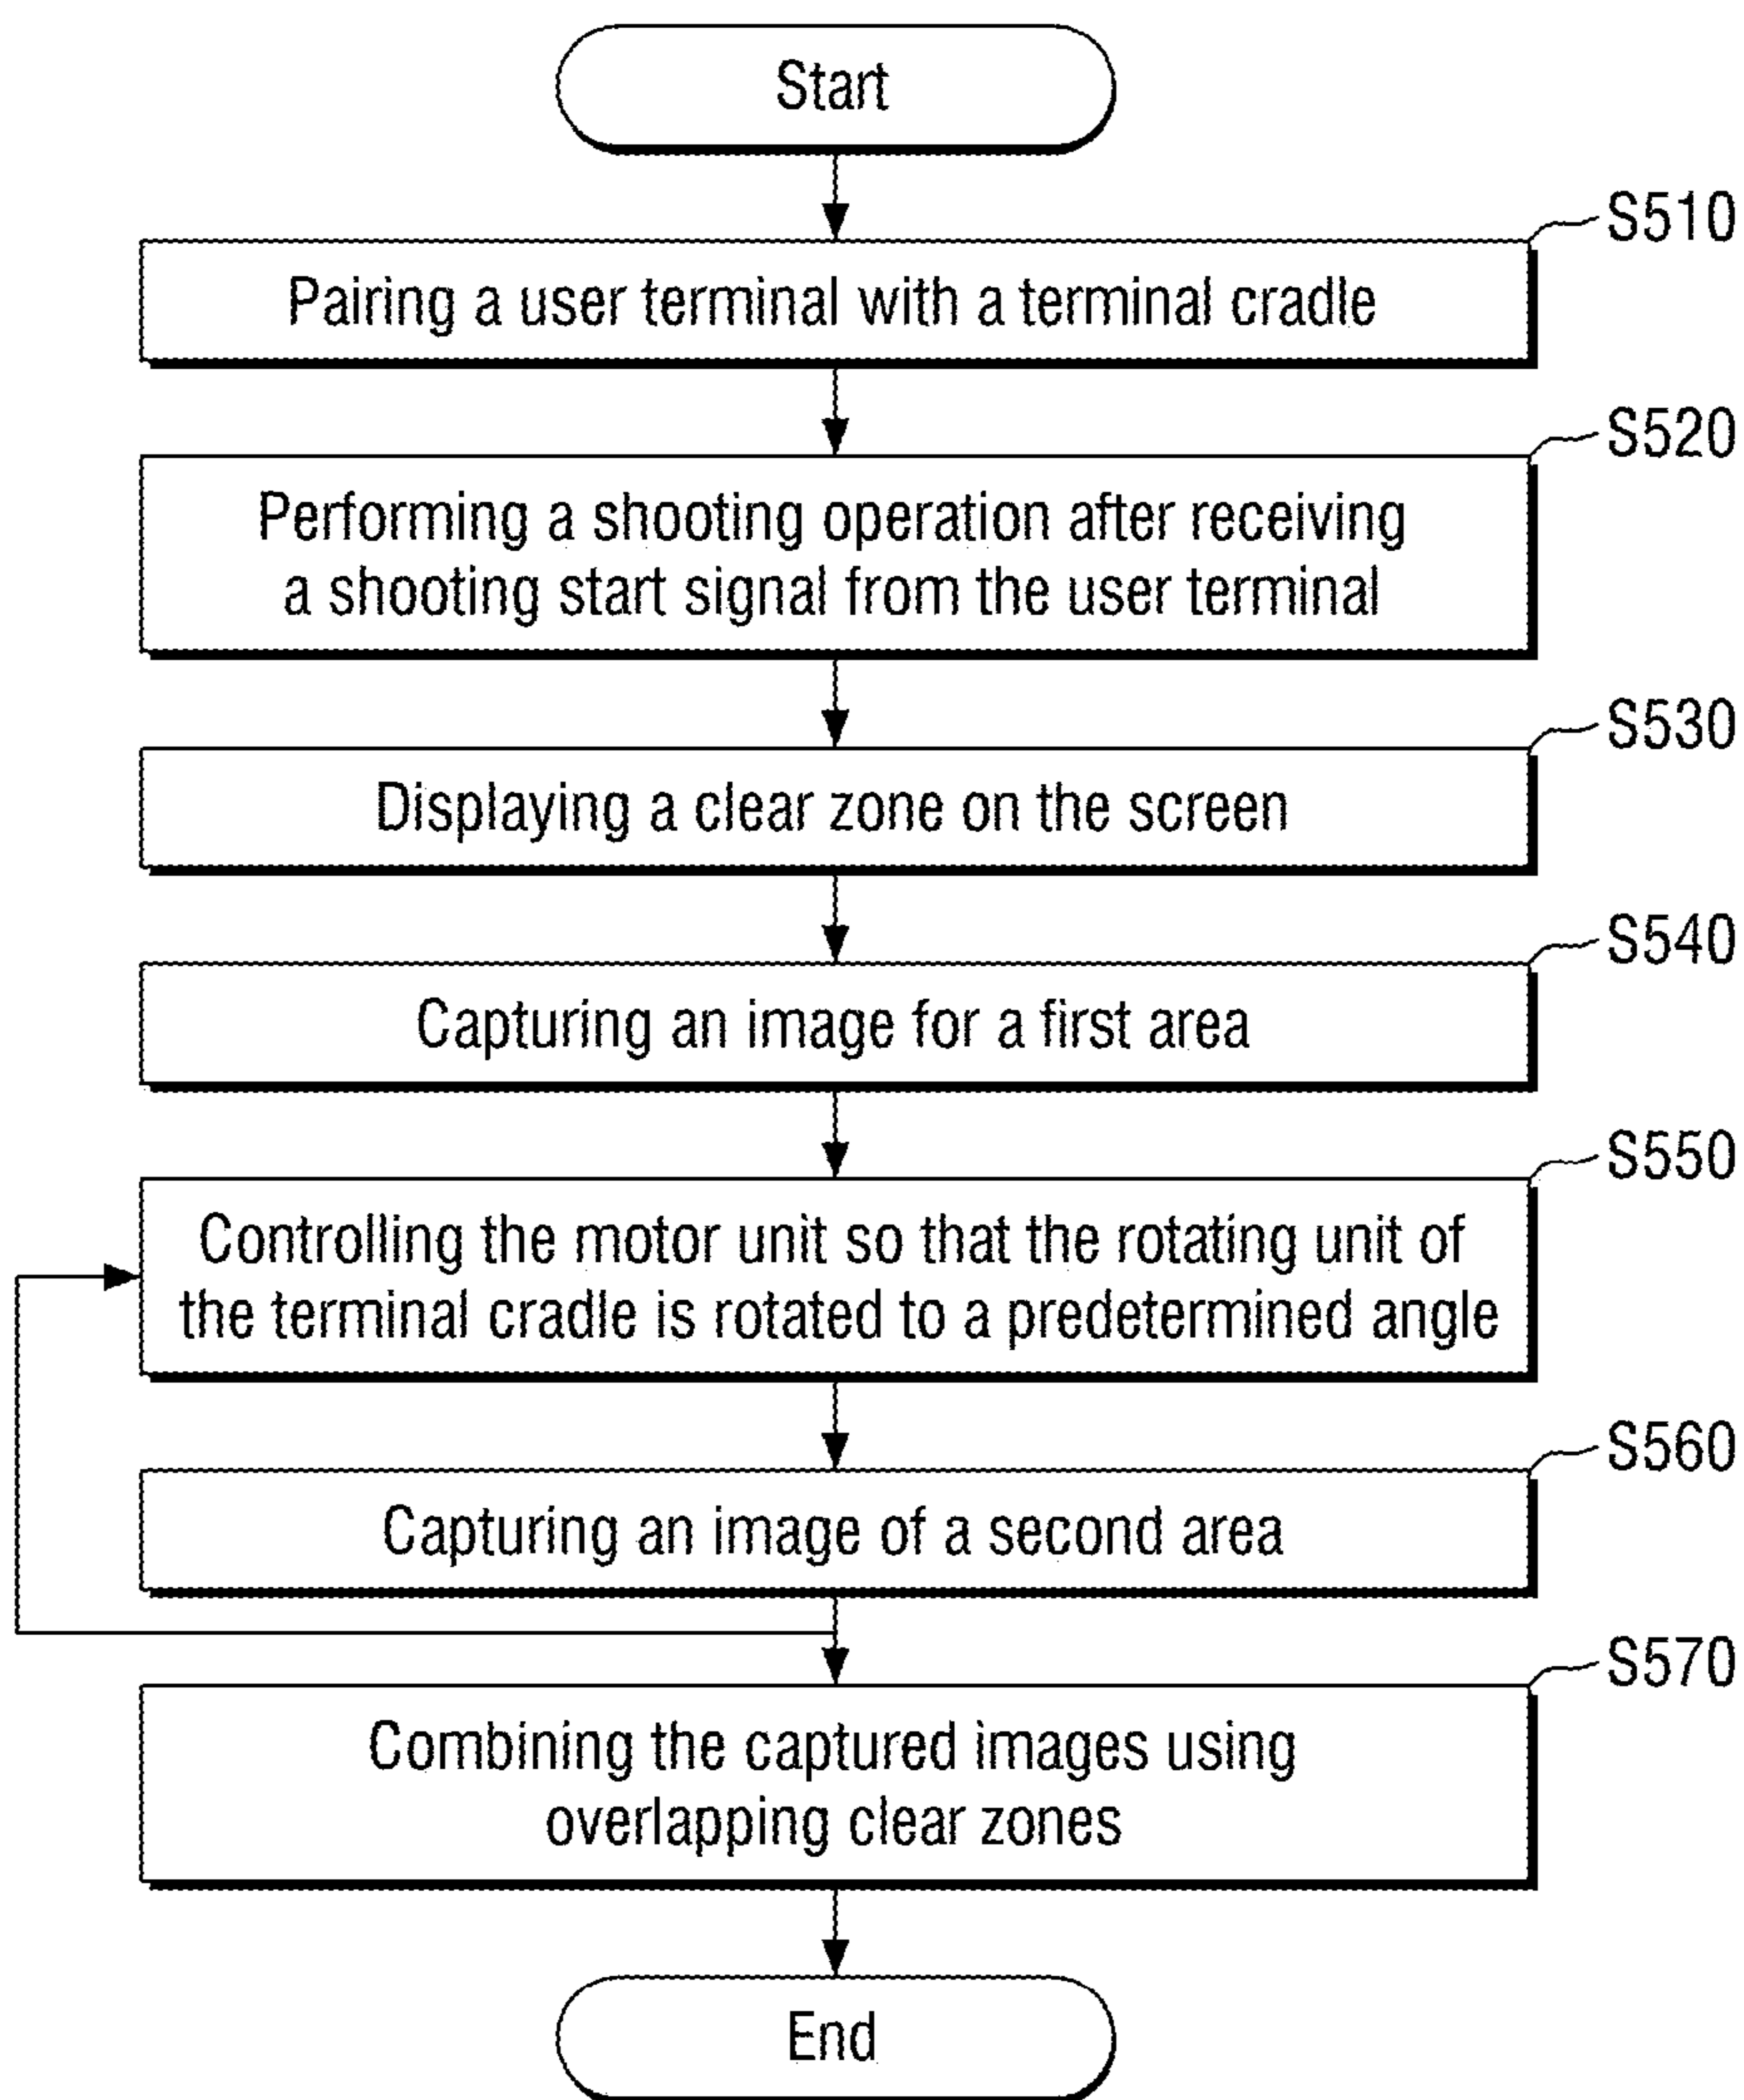 Start
S510
Pairing a user terminal with a terminal cradle
S520
Performing a shooting operation after receiving
a shooting start signal from the user terminal
S530
Displaying a clear zone on the screen
S540
Capturing an image for a first area
S550
Controlling the motor unit so that the rotating unit of
the terminal cradle is rotated to a predetermined angle
S560
Capturing an image of a second area
S570
Combining the captured images using
overlapping clear zones
End